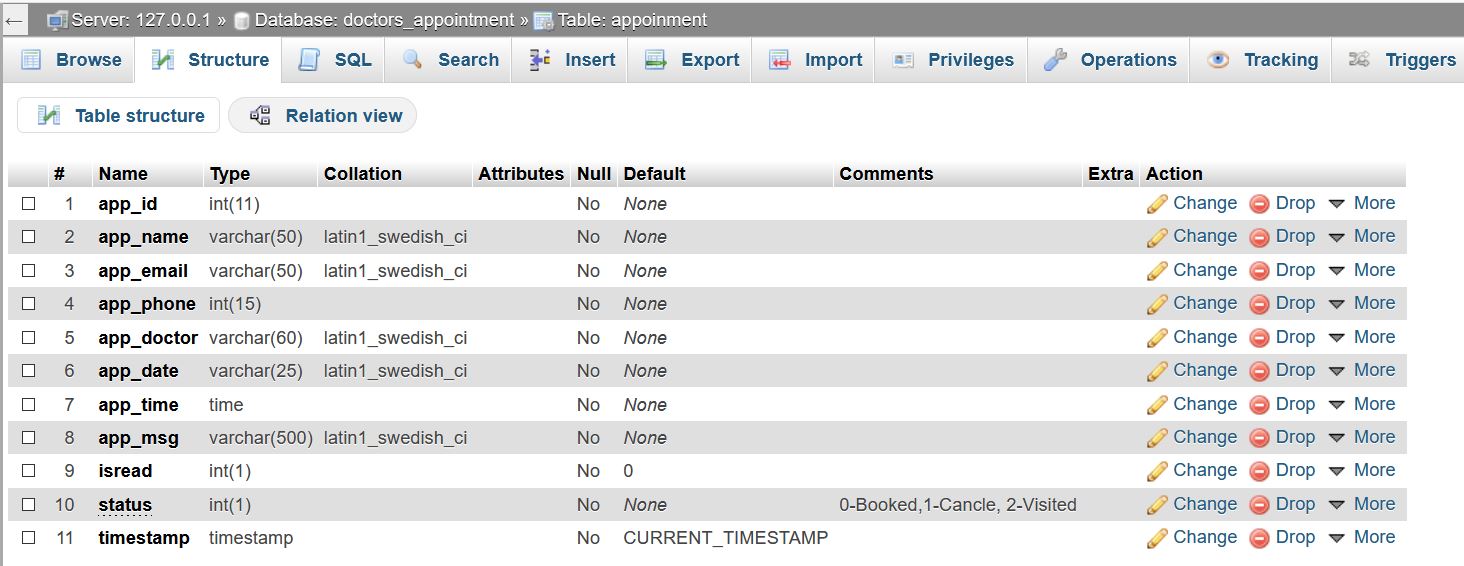 Server: 127.0.0.1 » Database: doctors_appointment » Table: appoinment
Browse Structure SQL Search Insert Export Import Privileges Operations Tracking Triggers
Table structure Relation view
# Name Type Collation Attributes Null Default Comments Extra Action
1 app_id int(11) No None Change Drop More
2 app_name varchar(50) latin1_swedish_ci No None Change Drop More
3 app_email varchar(50) latin1_swedish_ci No None Change Drop More
4 app_phone int(15) No None Change Drop More
5 app_doctor varchar(60) latin1_swedish_ci No None Change Drop More
6 app_date varchar(25) latin1_swedish_ci No None Change Drop More
7 app_time time No None Change Drop More
8 app_msg varchar(500) latin1_swedish_ci No None Change Drop More
9 isread int(1) No 0 Change Drop More
10 status int(1) No None 0-Booked,1-Cancle, 2-Visited Change Drop More
11 timestamp timestamp No CURRENT_TIMESTAMP Change Drop More